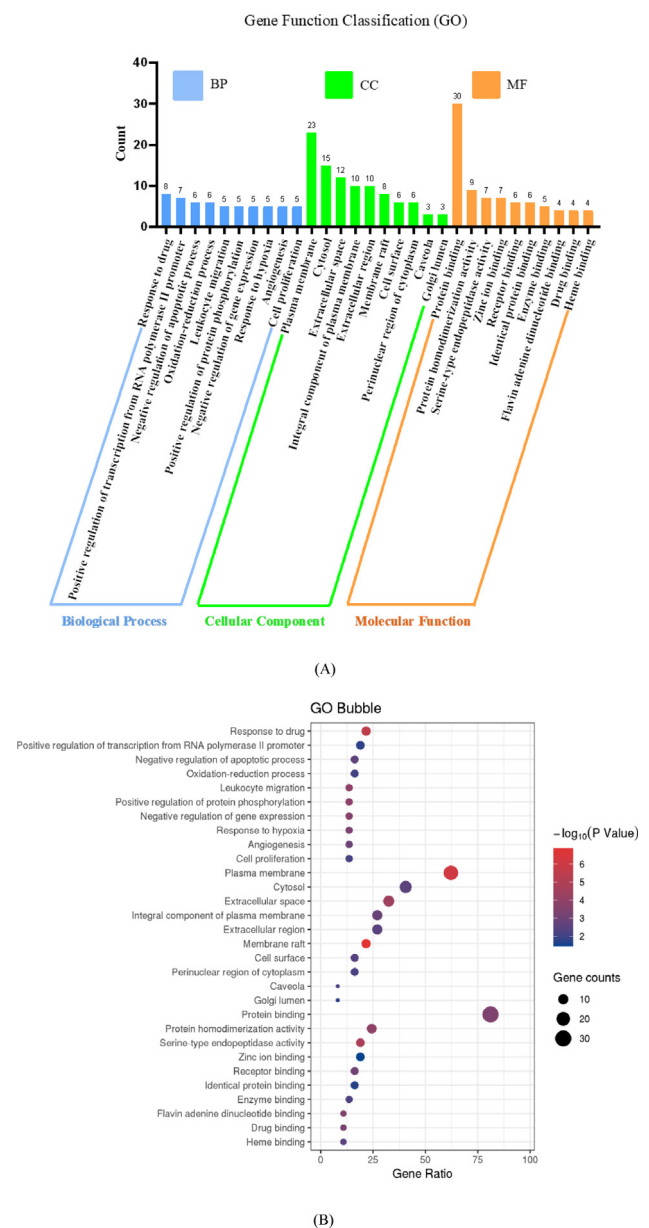 Gene Function Classification (GO)
40
30
20
10
0
Count
BP
CC
MF
8
7
6
6
5
5
5
5
5
5
23
15
12
10
10
8
6
6
3
3
30
9
7
7
6
6
5
4
4
4
Response to drug
Positive regulation of transcription from RNA polymerase II promoter
Negative regulation of apoptotic process
Oxidation-reduction process
Leukocyte migration
Positive regulation of protein phosphorylation
Negative regulation of gene expression
Response to hypoxia
Angiogenesis
Cell proliferation
Plasma membrane
Cytosol
Extracellular space
Integral component of plasma membrane
Extracellular region
Membrane raft
Cell surface
Perinuclear region of cytoplasm
Caveola
Golgi lumen
Protein binding
Protein homodimerization activity
Serine-type endopeptidase activity
Zinc ion binding
Receptor binding
Identical protein binding
Enzyme binding
Flavin adenine dinucleotide binding
Drug binding
Heme binding
Biological Process
Cellular Component
Molecular Function
(A)
GO Bubble
Response to drug
Positive regulation of transcription from RNA polymerase II promoter
Negative regulation of apoptotic process
Oxidation-reduction process
Leukocyte migration
Positive regulation of protein phosphorylation
Negative regulation of gene expression
Response to hypoxia
Angiogenesis
Cell proliferation
Plasma membrane
Cytosol
Extracellular space
Integral component of plasma membrane
Extracellular region
Membrane raft
Cell surface
Perinuclear region of cytoplasm
Caveola
Golgi lumen
Protein binding
Protein homodimerization activity
Serine-type endopeptidase activity
Zinc ion binding
Receptor binding
Identical protein binding
Enzyme binding
Flavin adenine dinucleotide binding
Drug binding
Heme binding
0
25
50
75
100
Gene Ratio
−log₁₀(P Value)
6
5
4
3
2
Gene counts
10
20
30
(B)